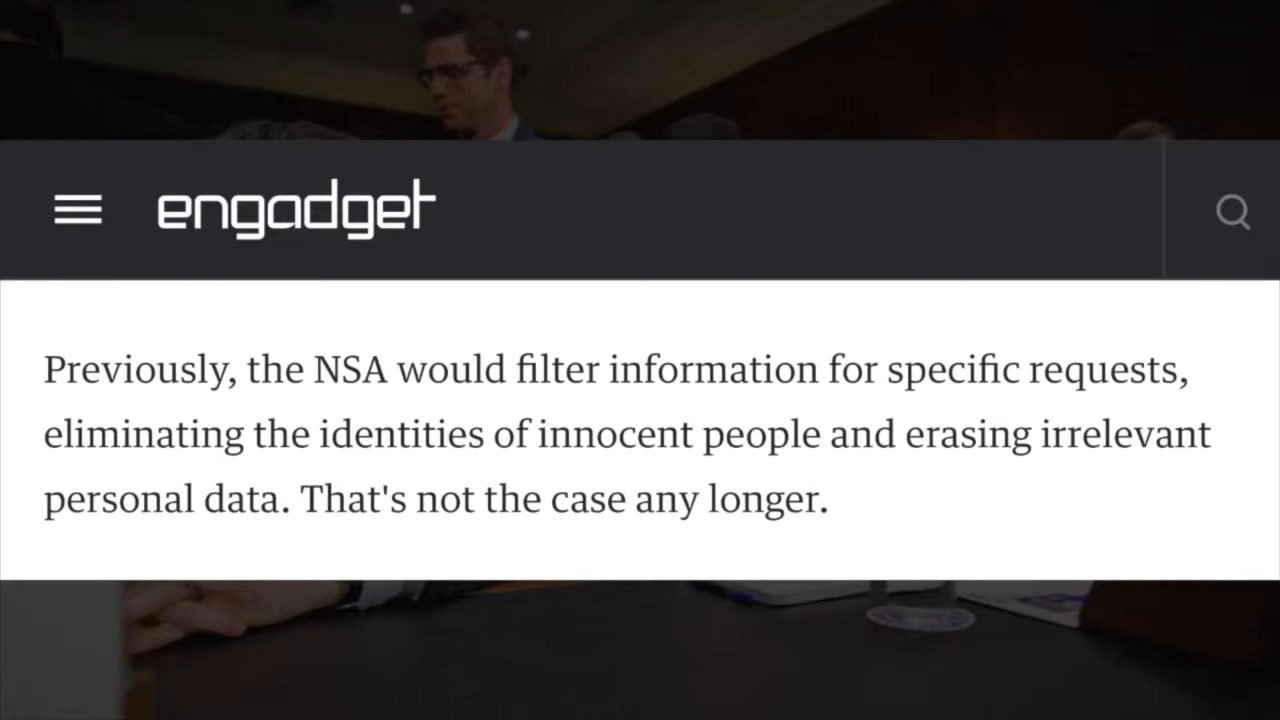 engadget
Previously, the NSA would filter information for specific requests,
eliminating the identities of innocent people and erasing irrelevant
personal data. That's not the case any longer.